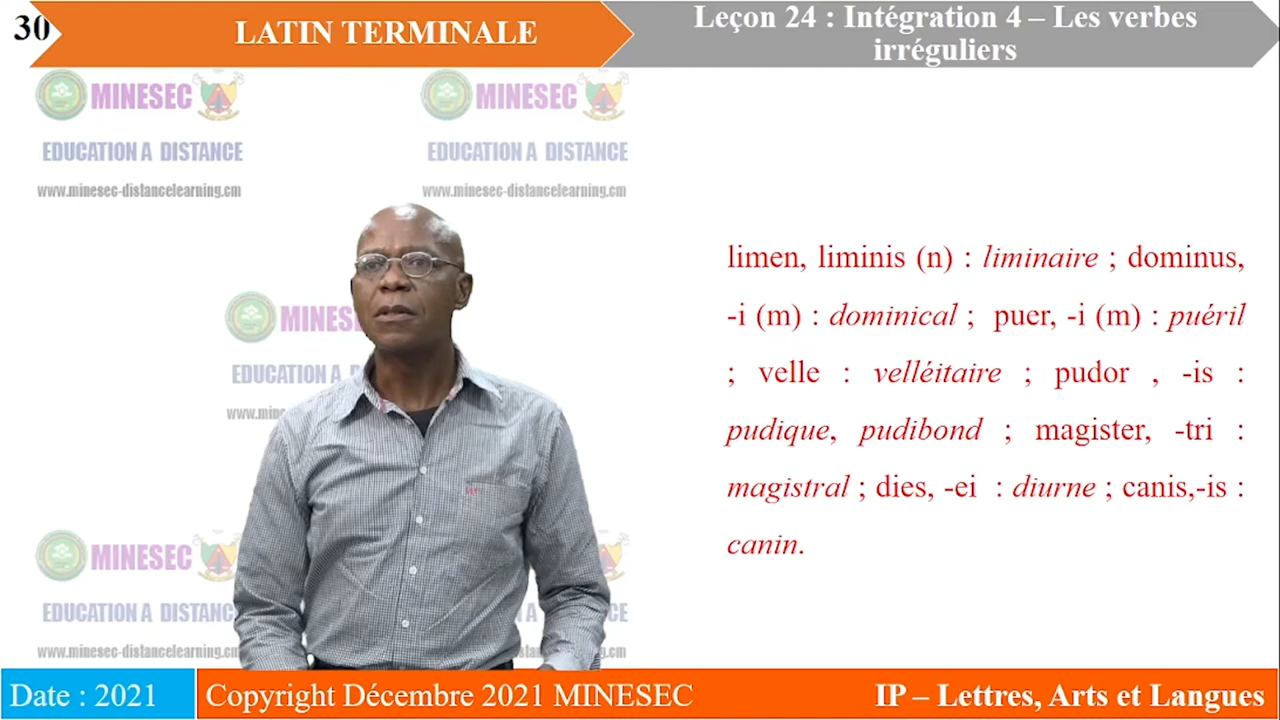 30
LATIN TERMINALE
Leçon 24 : Intégration 4 – Les verbes
irréguliers
MINESEC
EDUCATION A DISTANCE
www.minesec-distancelearning.cm
MINESEC
EDUCATION A DISTANCE
www.minesec-distancelearning.cm
limen, liminis (n) : liminaire ; dominus,
-i (m) : dominical ; puer, -i (m) : puéril
; velle : velléitaire ; pudor , -is :
pudique, pudibond ; magister, -tri :
magistral ; dies, -ei : diurne ; canis,-is :
canin.
EDUCATION A
MINESEC
EDUCATION A DISTANC
www.minesec-distancelearning.cm
Date : 2021
Copyright Décembre 2021 MINESEC
IP – Lettres, Arts et Langues